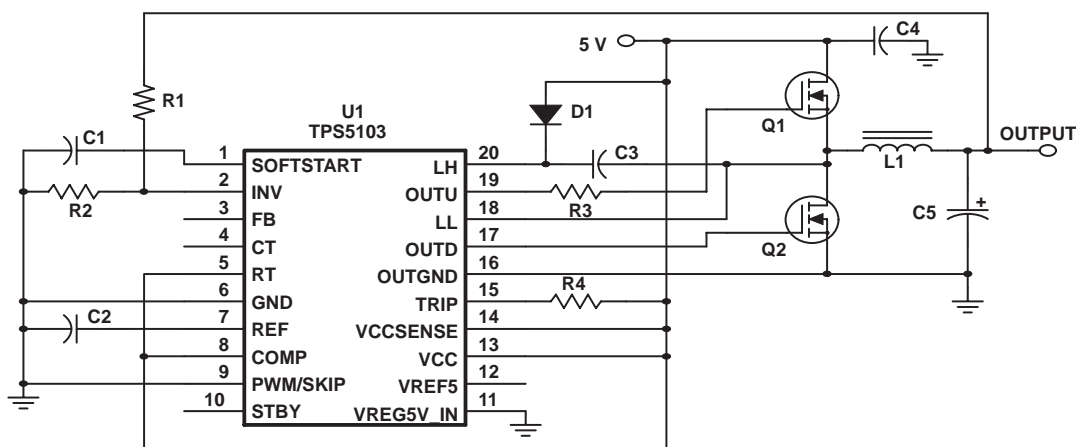 C4
5 V
R1
D1
U1
TPS5103
Q1
OUTPUT
C1
1
SOFTSTART
LH
20
C3
L1
2
INV
OUTU
19
R2
R3
3
FB
LL
18
C5
+
4
CT
OUTD
17
Q2
5
RT
OUTGND
16
6
GND
TRIP
15
R4
C2
7
REF
VCCSENSE
14
8
COMP
VCC
13
9
PWM/SKIP
VREF5
12
10
STBY
VREG5V_IN
11